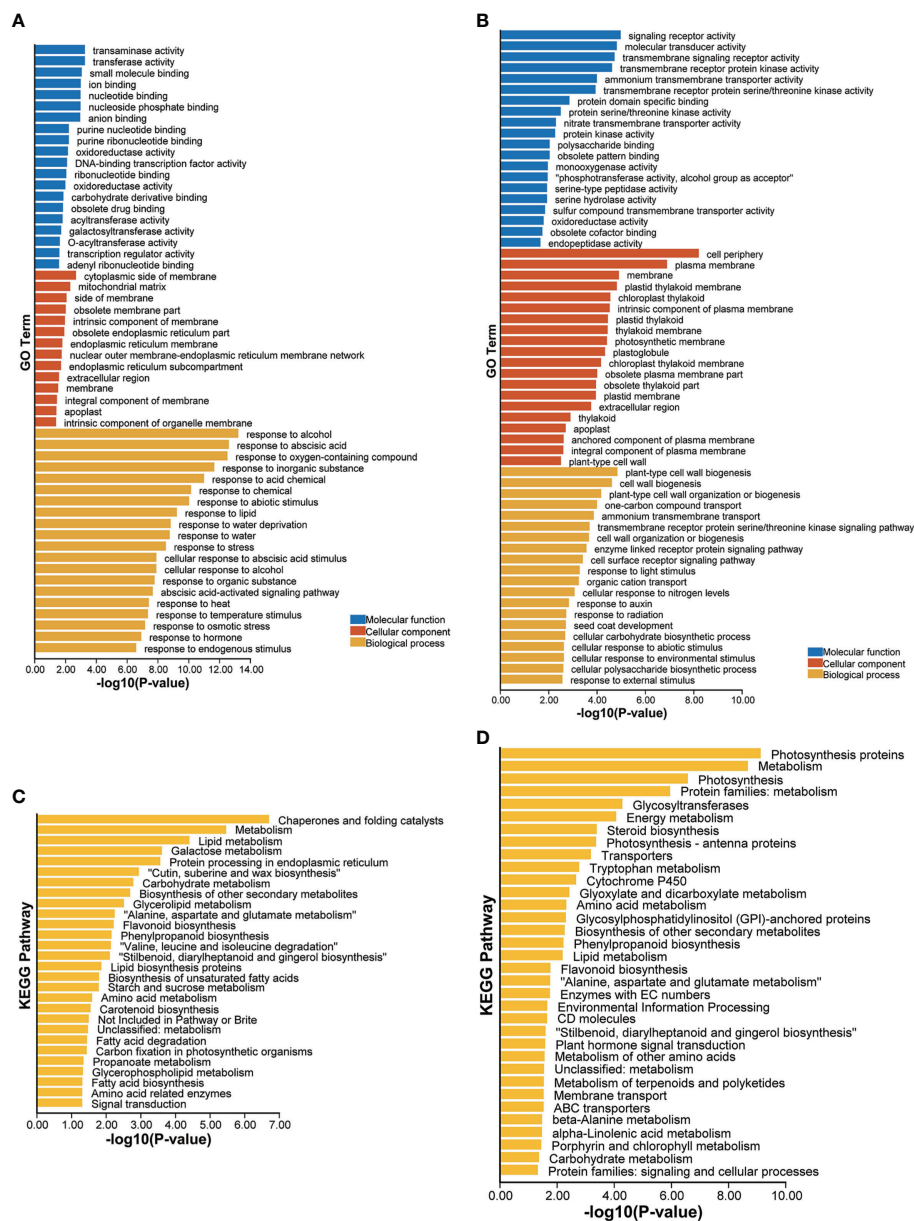 A
transaminase activity
transferase activity
small molecule binding
ion binding
nucleotide binding
nucleoside phosphate binding
anion binding
purine nucleotide binding
purine ribonucleotide binding
oxidoreductase activity
DNA-binding transcription factor activity
ribonucleotide binding
oxidoreductase activity
carbohydrate derivative binding
obsolete drug binding
acyltransferase activity
galactosyltransferase activity
O-acyltransferase activity
transcription regulator activity
adenyl ribonucleotide binding
cytoplasmic side of membrane
mitochondrial matrix
side of membrane
obsolete membrane part
intrinsic component of membrane
obsolete endoplasmic reticulum part
endoplasmic reticulum membrane
nuclear outer membrane-endoplasmic reticulum membrane network
endoplasmic reticulum subcompartment
extracellular region
membrane
integral component of membrane
apoplast
intrinsic component of organelle membrane
response to alcohol
response to abscisic acid
response to oxygen-containing compound
response to inorganic substance
response to acid chemical
response to chemical
response to abiotic stimulus
response to lipid
response to water deprivation
response to water
response to stress
cellular response to abscisic acid stimulus
cellular response to alcohol
response to organic substance
abscisic acid-activated signaling pathway
response to heat
response to temperature stimulus
response to osmotic stress
response to hormone
response to endogenous stimulus
GO Term
Molecular function
Cellular component
Biological process
0.00 2.00 4.00 6.00 8.00 10.00 12.00 14.00
-log10(P-value)
B
signaling receptor activity
molecular transducer activity
transmembrane signaling receptor activity
transmembrane receptor protein kinase activity
ammonium transmembrane transporter activity
transmembrane receptor protein serine/threonine kinase activity
protein domain specific binding
protein serine/threonine kinase activity
nitrate transmembrane transporter activity
protein kinase activity
polysaccharide binding
obsolete pattern binding
monooxygenase activity
"phosphotransferase activity, alcohol group as acceptor"
serine-type peptidase activity
serine hydrolase activity
sulfur compound transmembrane transporter activity
oxidoreductase activity
obsolete cofactor binding
endopeptidase activity
cell periphery
plasma membrane
membrane
plastid thylakoid membrane
chloroplast thylakoid
intrinsic component of plasma membrane
plastid thylakoid
thylakoid membrane
photosynthetic membrane
plastoglobule
chloroplast thylakoid membrane
obsolete plasma membrane part
obsolete thylakoid part
plastid membrane
extracellular region
thylakoid
apoplast
anchored component of plasma membrane
integral component of plasma membrane
plant-type cell wall
plant-type cell wall biogenesis
cell wall biogenesis
plant-type cell wall organization or biogenesis
one-carbon compound transport
ammonium transmembrane transport
transmembrane receptor protein serine/threonine kinase signaling pathway
cell wall organization or biogenesis
enzyme linked receptor protein signaling pathway
cell surface receptor signaling pathway
response to light stimulus
organic cation transport
cellular response to nitrogen levels
response to auxin
response to radiation
seed coat development
cellular carbohydrate biosynthetic process
cellular response to abiotic stimulus
cellular response to environmental stimulus
cellular polysaccharide biosynthetic process
response to external stimulus
GO Term
Molecular function
Cellular component
Biological process
0.00 2.00 4.00 6.00 8.00 10.00
-log10(P-value)
C
Chaperones and folding catalysts
Metabolism
Lipid metabolism
Galactose metabolism
Protein processing in endoplasmic reticulum
"Cutin, suberine and wax biosynthesis"
Carbohydrate metabolism
Biosynthesis of other secondary metabolites
Glycerolipid metabolism
"Alanine, aspartate and glutamate metabolism"
Flavonoid biosynthesis
Phenylpropanoid biosynthesis
"Valine, leucine and isoleucine degradation"
"Stilbenoid, diarylheptanoid and gingerol biosynthesis"
Lipid biosynthesis proteins
Biosynthesis of unsaturated fatty acids
Starch and sucrose metabolism
Amino acid metabolism
Carotenoid biosynthesis
Not Included in Pathway or Brite
Unclassified: metabolism
Fatty acid degradation
Carbon fixation in photosynthetic organisms
Propanoate metabolism
Glycerophospholipid metabolism
Fatty acid biosynthesis
Amino acid related enzymes
Signal transduction
KEGG Pathway
0.00 1.00 2.00 3.00 4.00 5.00 6.00 7.00
-log10(P-value)
D
Photosynthesis proteins
Metabolism
Photosynthesis
Protein families: metabolism
Glycosyltransferases
Energy metabolism
Steroid biosynthesis
Photosynthesis - antenna proteins
Transporters
Tryptophan metabolism
Cytochrome P450
Glyoxylate and dicarboxylate metabolism
Amino acid metabolism
Glycosylphosphatidylinositol (GPI)-anchored proteins
Biosynthesis of other secondary metabolites
Phenylpropanoid biosynthesis
Lipid metabolism
Flavonoid biosynthesis
"Alanine, aspartate and glutamate metabolism"
Enzymes with EC numbers
Environmental Information Processing
CD molecules
"Stilbenoid, diarylheptanoid and gingerol biosynthesis"
Plant hormone signal transduction
Metabolism of other amino acids
Unclassified: metabolism
Metabolism of terpenoids and polyketides
Membrane transport
ABC transporters
beta-Alanine metabolism
alpha-Linolenic acid metabolism
Porphyrin and chlorophyll metabolism
Carbohydrate metabolism
Protein families: signaling and cellular processes
KEGG Pathway
0.00 2.00 4.00 6.00 8.00 10.00
-log10(P-value)